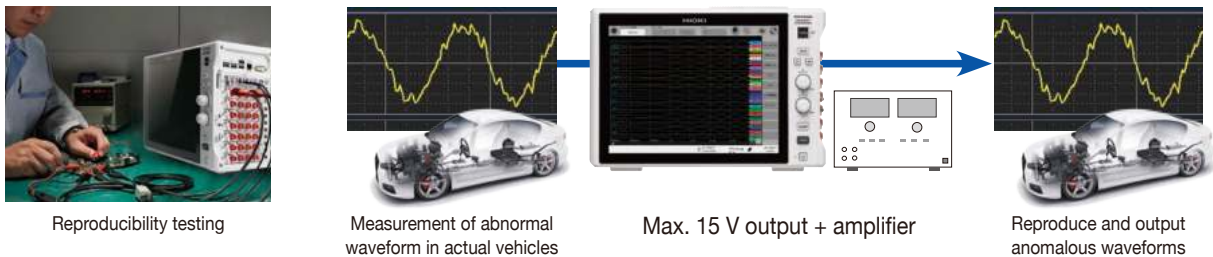 HIOKI
Reproducibility testing
Measurement of abnormal
waveform in actual vehicles
Max. 15 V output + amplifier
Reproduce and output
anomalous waveforms